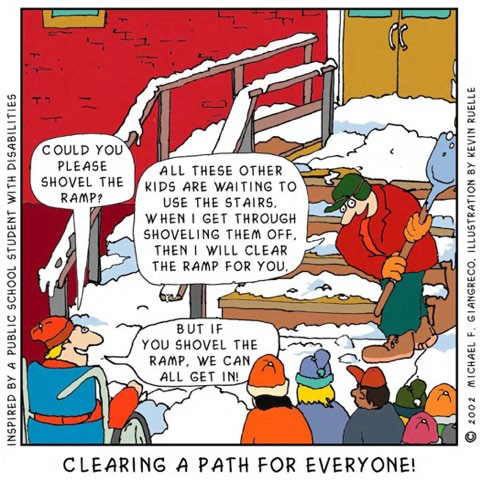 COULD YOU
PLEASE
SHOVEL THE
RAMP?
ALL THESE OTHER
KIDS ARE WAITING TO
USE THE STAIRS.
WHEN I GET THROUGH
SHOVELING THEM OFF,
THEN I WILL CLEAR
THE RAMP FOR YOU.
BUT IF
YOU SHOVEL THE
RAMP, WE CAN
ALL GET IN!
INSPIRED BY A PUBLIC SCHOOL STUDENT WITH DISABILITIES
© 2002 MICHAEL F. GIANGRECO, ILLUSTRATION BY KEVIN RUELLE
CLEARING A PATH FOR EVERYONE!